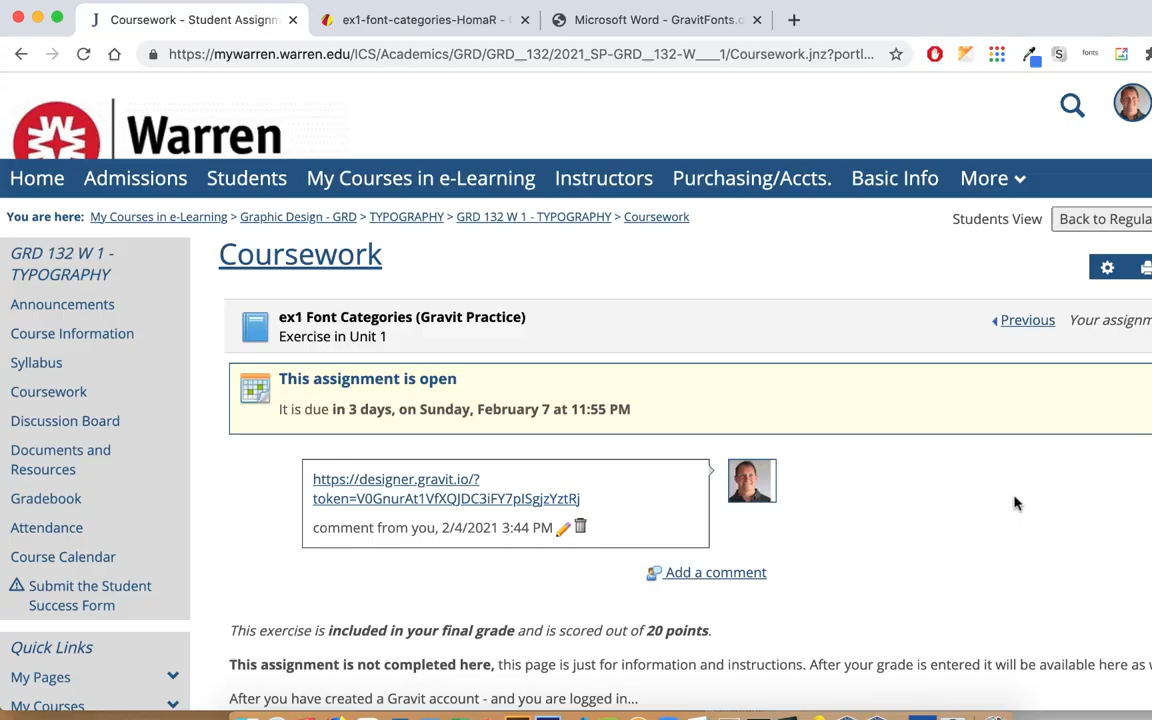 J Coursework - Student Assignm
ex1-font-categories-HomaR -
Microsoft Word - GravitFonts.
https://mywarren.warren.edu/ICS/Academics/GRD/GRD__132/2021_SP-GRD__132-W____1/Coursework.jnz?portl...
S
fonts
Warren
Home
Admissions
Students
My Courses in e-Learning
Instructors
Purchasing/Accts.
Basic Info
More
You are here: My Courses in e-Learning > Graphic Design - GRD > TYPOGRAPHY > GRD 132 W 1 - TYPOGRAPHY > Coursework
Students View
Back to Regula
GRD 132 W 1 -
TYPOGRAPHY
Announcements
Course Information
Syllabus
Coursework
Discussion Board
Documents and
Resources
Gradebook
Attendance
Course Calendar
Submit the Student
Success Form
Quick Links
My Pages
My Courses
Coursework
ex1 Font Categories (Gravit Practice)
Exercise in Unit 1
Previous
Your assignm
This assignment is open
It is due in 3 days, on Sunday, February 7 at 11:55 PM
https://designer.gravit.io/?
token=V0GnurAt1VfXQJDC3iFY7pISgjzYztRj
comment from you, 2/4/2021 3:44 PM
Add a comment
This exercise is included in your final grade and is scored out of 20 points.
This assignment is not completed here, this page is just for information and instructions. After your grade is entered it will be available here as
After you have created a Gravit account - and you are logged in...